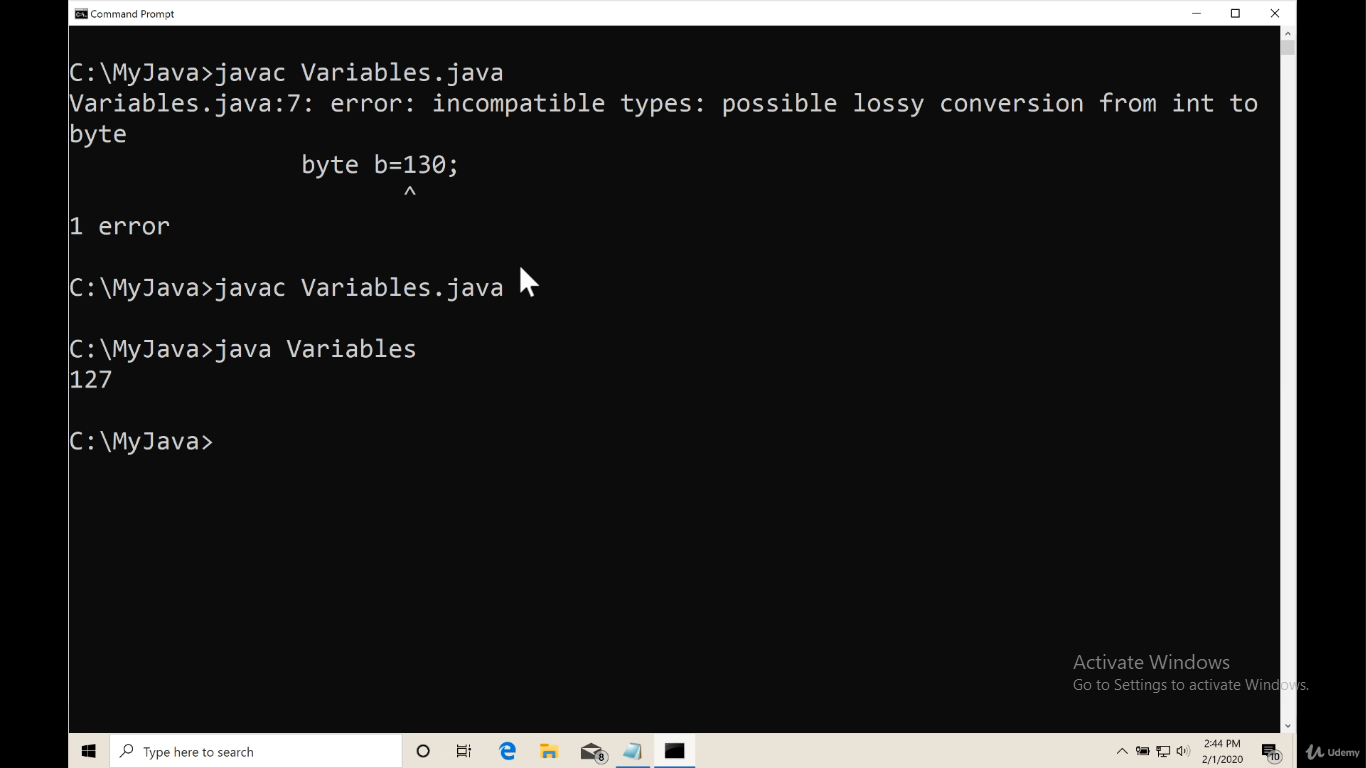 Command Prompt
C:\MyJava>javac Variables.java
Variables.java:7: error: incompatible types: possible lossy conversion from int to
byte
byte b=130;
^
1 error
C:\MyJava>javac Variables.java
C:\MyJava>java Variables
127
C:\MyJava>
Activate Windows
Go to Settings to activate Windows.
Type here to search
8
2:44 PM
2/1/2020
10
Udemy